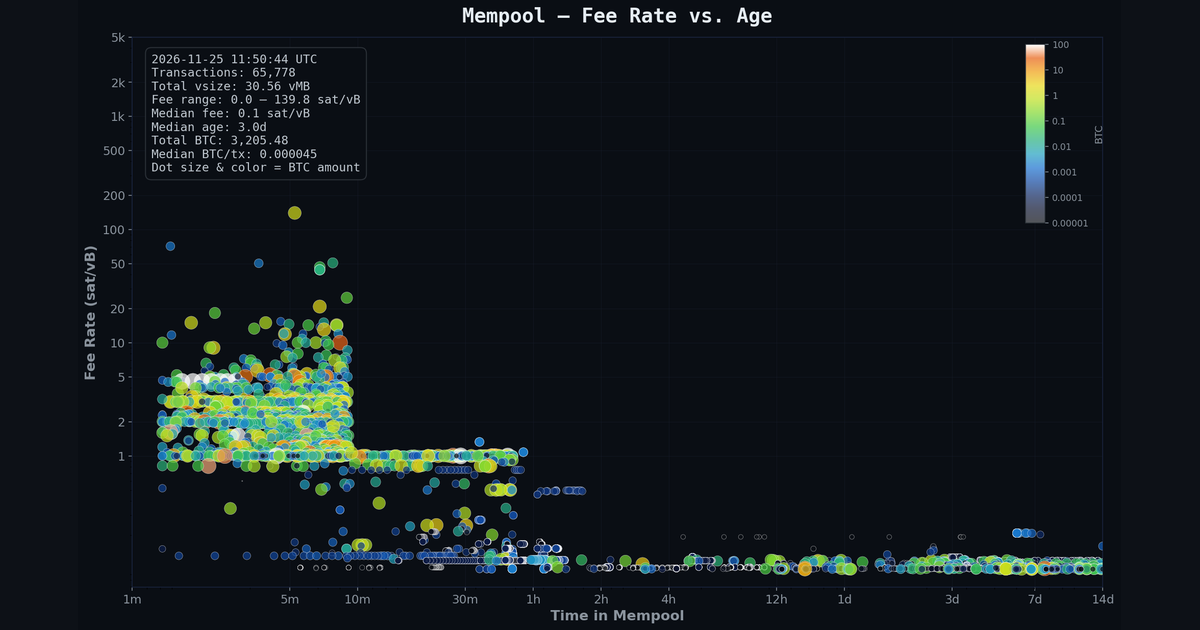 Mempool — Fee Rate vs. Age
2026-11-25 11:50:44 UTC
Transactions: 65,778
Total vsize: 30.56 vMB
Fee range: 0.0 — 139.8 sat/vB
Median fee: 0.1 sat/vB
Median age: 3.0d
Total BTC: 3,205.48
Median BTC/tx: 0.000045
Dot size & color = BTC amount
5k
2k
1k
500
200
100
50
20
10
5
2
1
Fee Rate (sat/vB)
100
10
1
0.1
0.01
0.001
0.0001
0.00001
BTC
1m
5m
10m
30m
1h
2h
4h
12h
1d
3d
7d
14d
Time in Mempool